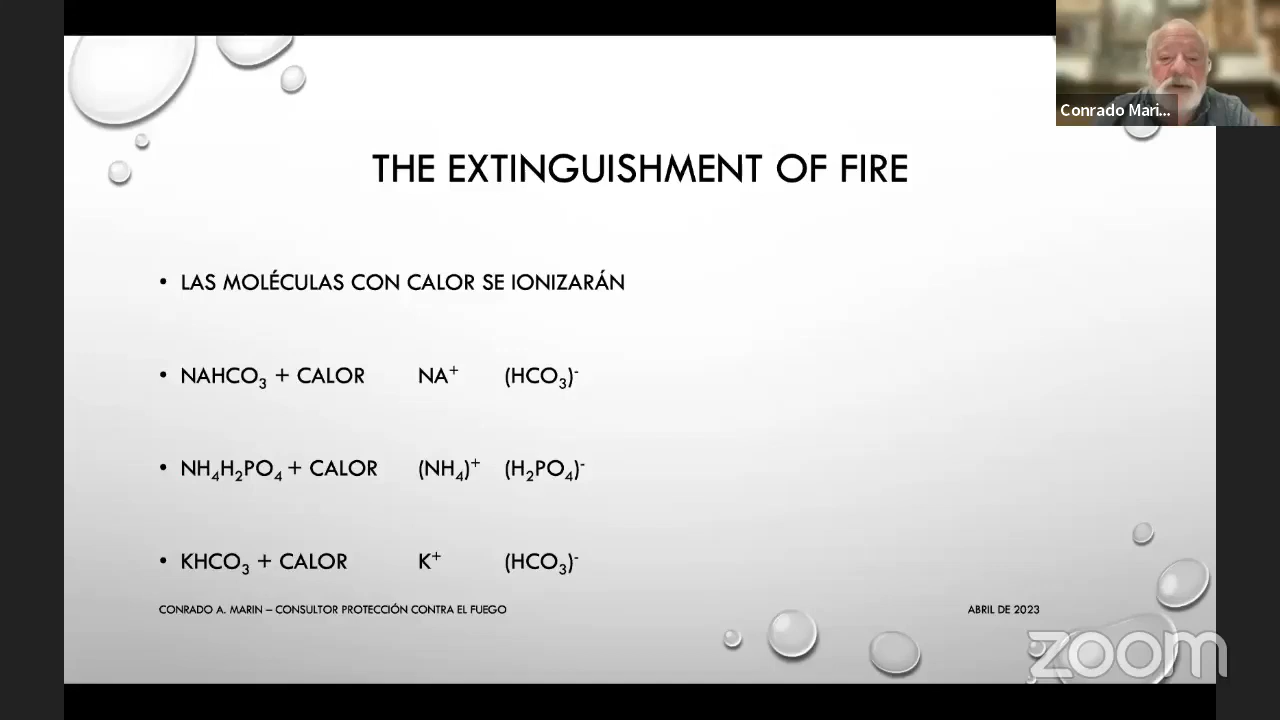 Conrado Mari...
THE EXTINGUISHMENT OF FIRE
• LAS MOLÉCULAS CON CALOR SE IONIZARÁN
• NAHCO₃ + CALOR NA⁺ (HCO₃)⁻
• NH₄H₂PO₄ + CALOR (NH₄)⁺ (H₂PO₄)⁻
• KHCO₃ + CALOR K⁺ (HCO₃)⁻
CONRADO A. MARIN – CONSULTOR PROTECCIÓN CONTRA EL FUEGO ABRIL DE 2023
zoom